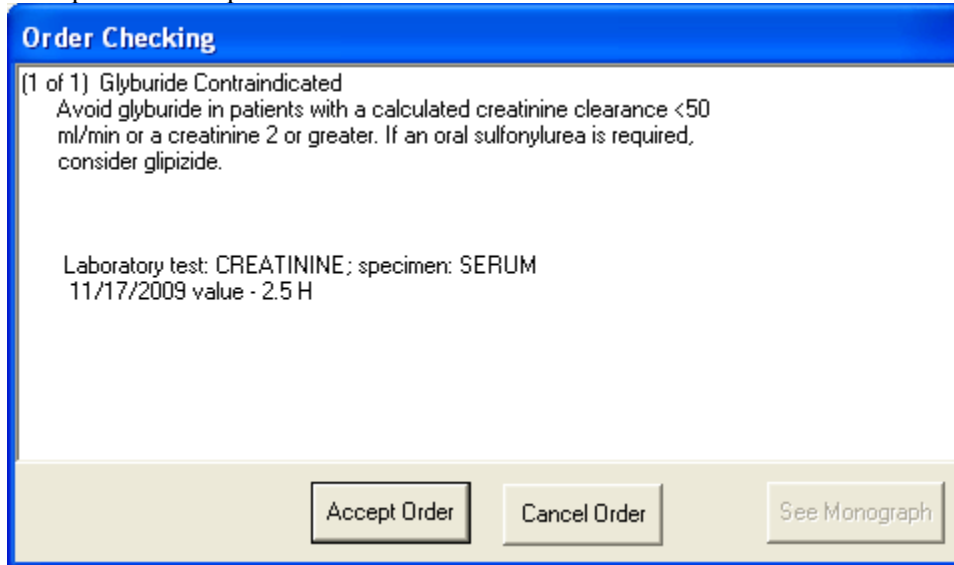 Order Checking
(1 of 1) Glyburide Contraindicated
Avoid glyburide in patients with a calculated creatinine clearance <50
ml/min or a creatinine 2 or greater. If an oral sulfonylurea is required,
consider glipizide.
Laboratory test: CREATININE; specimen: SERUM
11/17/2009 value - 2.5 H
Accept Order
Cancel Order
See Monograph